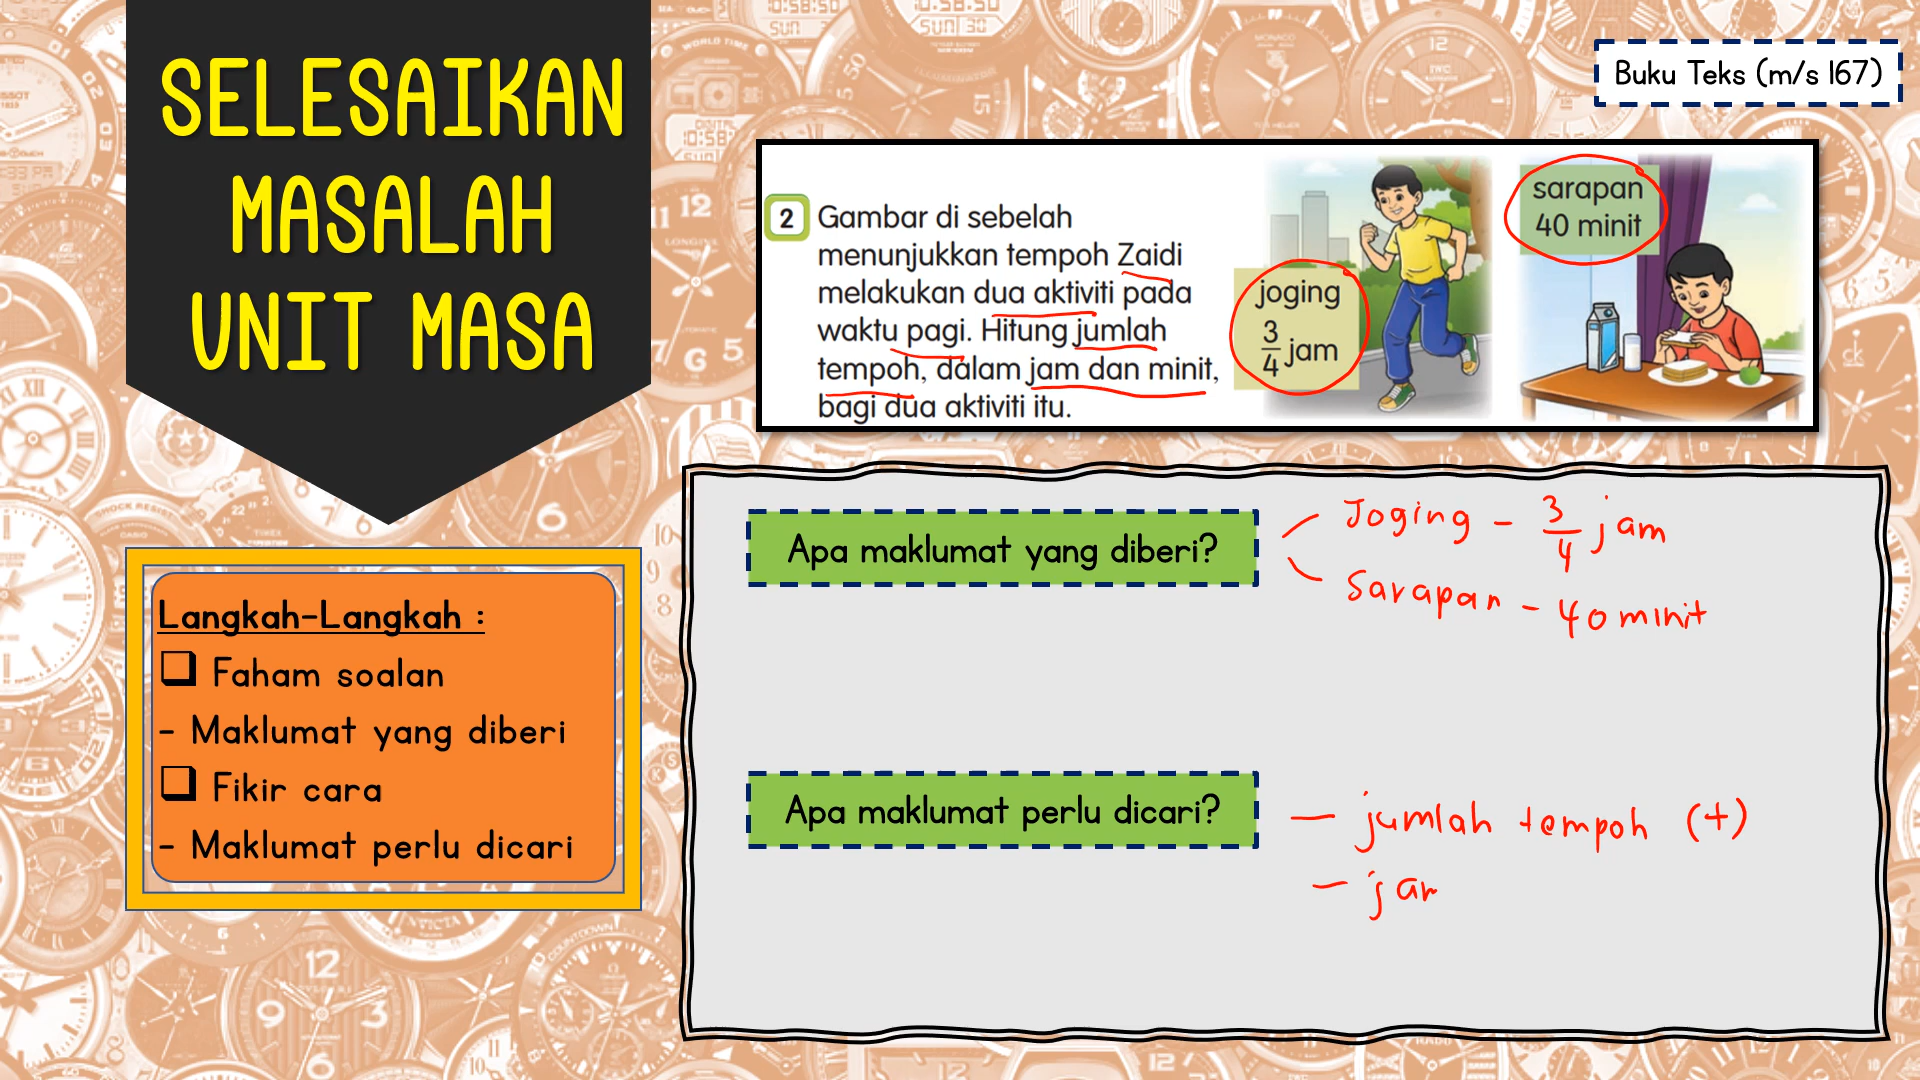 SELESAIKAN
MASALAH
UNIT MASA
Buku Teks (m/s 167)
2 Gambar di sebelah
menunjukkan tempoh Zaidi
melakukan dua aktiviti pada
waktu pagi. Hitung jumlah
tempoh, dalam jam dan minit,
bagi dua aktiviti itu.
joging
3/4 jam
sarapan
40 minit
Langkah-Langkah :
❑ Faham soalan
- Maklumat yang diberi
❑ Fikir cara
- Maklumat perlu dicari
Apa maklumat yang diberi?
Joging - 3/4 jam
Sarapan - 40 minit
Apa maklumat perlu dicari?
- jumlah tempoh (+)
- jam